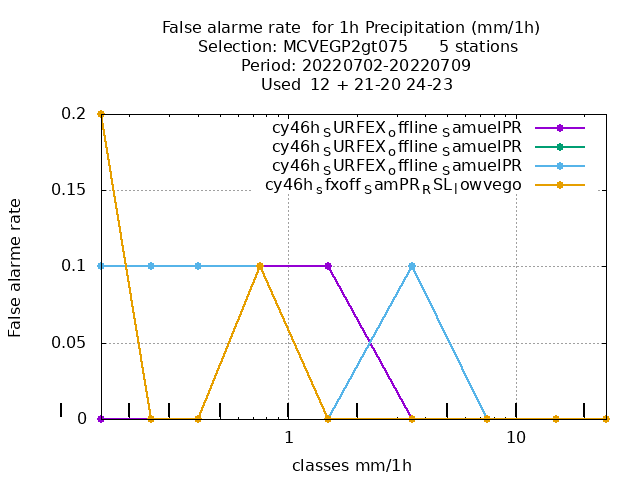 False alarme rate  for 1h Precipitation (mm/1h)
Selection: MCVEGP2gt075      5 stations
Period: 20220702-20220709
Used  12 + 21-20 24-23
cy46h_SURFEX_offline_SamuelPR
cy46h_SURFEX_offline_SamuelPR
cy46h_SURFEX_offline_SamuelPR
cy46h_sfxoff_SamPR_RSL_lowvego
False alarme rate
0.2
0.15
0.1
0.05
0
1
10
classes mm/1h